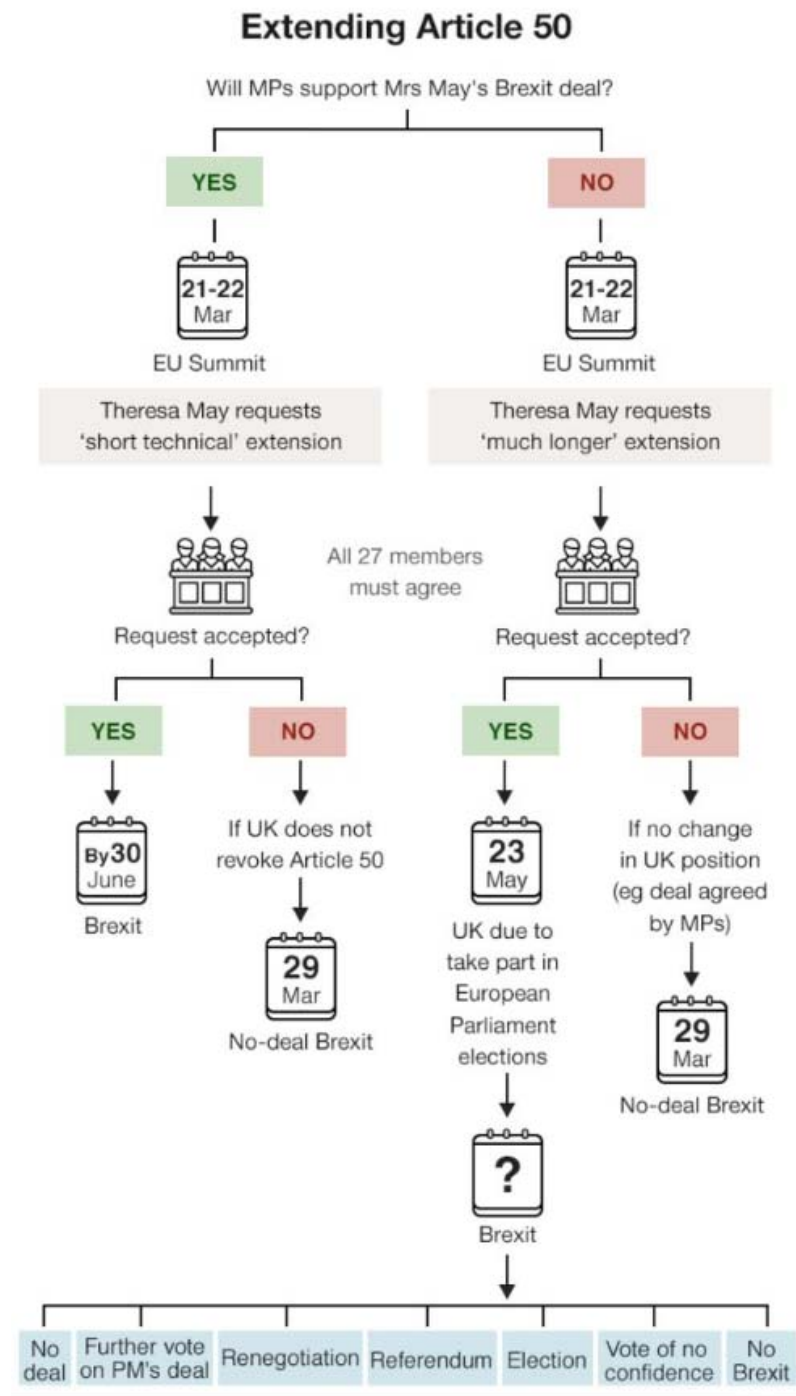 Extending Article 50
Will MPs support Mrs May's Brexit deal?
YES
NO
21-22
Mar
EU Summit
21-22
Mar
EU Summit
Theresa May requests
'short technical' extension
Theresa May requests
'much longer' extension
All 27 members
must agree
Request accepted?
Request accepted?
YES
NO
YES
NO
By30
June
Brexit
If UK does not
revoke Article 50
29
Mar
No-deal Brexit
23
May
UK due to
take part in
European
Parliament
elections
If no change
in UK position
(eg deal agreed
by MPs)
29
Mar
No-deal Brexit
?
Brexit
No
deal
Further vote
on PM's deal
Renegotiation
Referendum
Election
Vote of no
confidence
No
Brexit